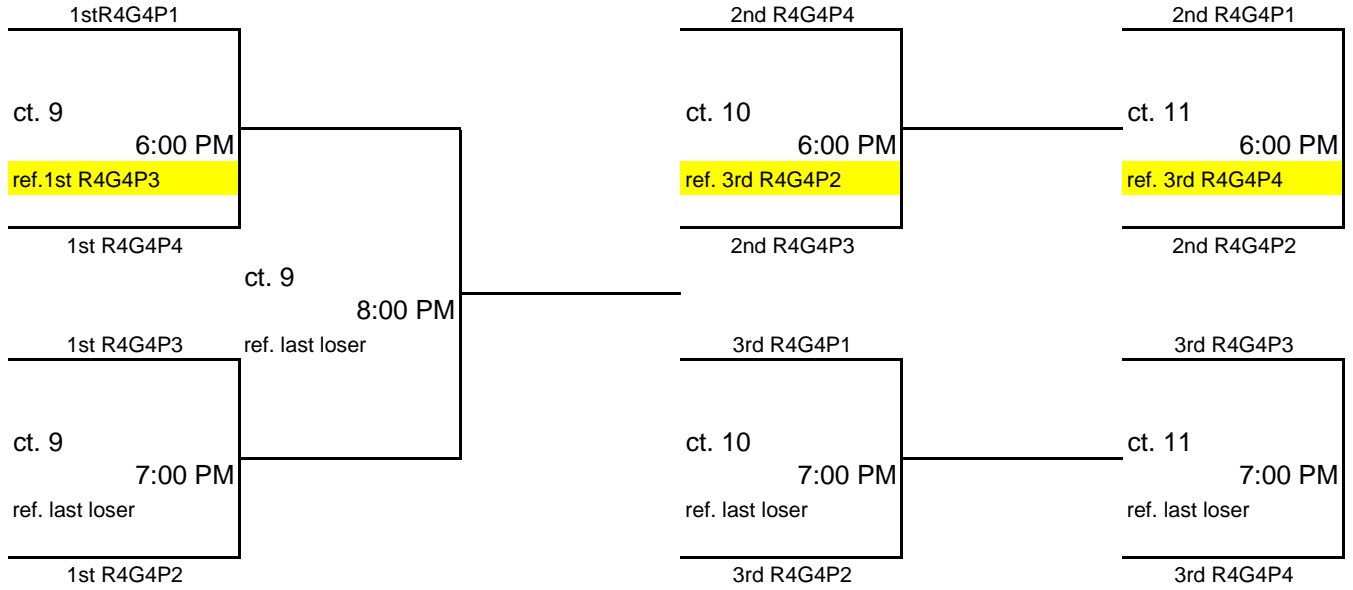 1stR4G4P1
2nd R4G4P4
2nd R4G4P1
ct. 9
ct. 10
ct. 11
6:00 PM
6:00 PM
6:00 PM
ref.1st R4G4P3
ref. 3rd R4G4P2
ref. 3rd R4G4P4
1st R4G4P4
2nd R4G4P3
2nd R4G4P2
ct. 9
8:00 PM
1st R4G4P3
ref. last loser
3rd R4G4P1
3rd R4G4P3
ct. 9
ct. 10
ct. 11
7:00 PM
7:00 PM
7:00 PM
ref. last loser
ref. last loser
ref. last loser
1st R4G4P2
3rd R4G4P2
3rd R4G4P4